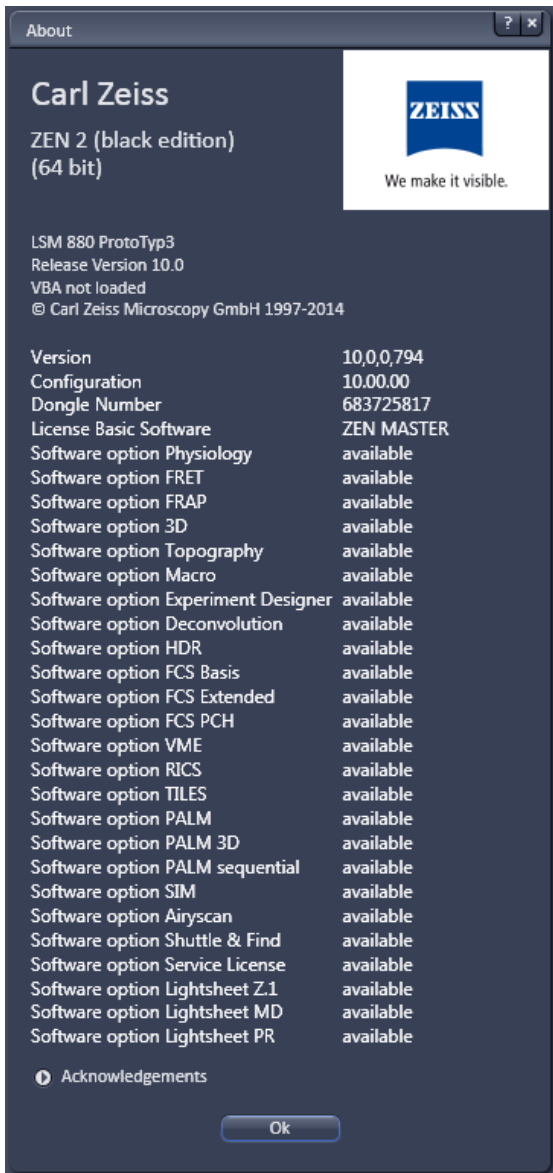 About
? ×
Carl Zeiss
ZEN 2 (black edition)
(64 bit)
ZEISS
We make it visible.
LSM 880 ProtoTyp3
Release Version 10.0
VBA not loaded
© Carl Zeiss Microscopy GmbH 1997-2014
Version 10,0,0,794
Configuration 10.00.00
Dongle Number 683725817
License Basic Software ZEN MASTER
Software option Physiology available
Software option FRET available
Software option FRAP available
Software option 3D available
Software option Topography available
Software option Macro available
Software option Experiment Designer available
Software option Deconvolution available
Software option HDR available
Software option FCS Basis available
Software option FCS Extended available
Software option FCS PCH available
Software option VME available
Software option RICS available
Software option TILES available
Software option PALM available
Software option PALM 3D available
Software option PALM sequential available
Software option SIM available
Software option Airyscan available
Software option Shuttle & Find available
Software option Service License available
Software option Lightsheet Z.1 available
Software option Lightsheet MD available
Software option Lightsheet PR available
Acknowledgements
Ok